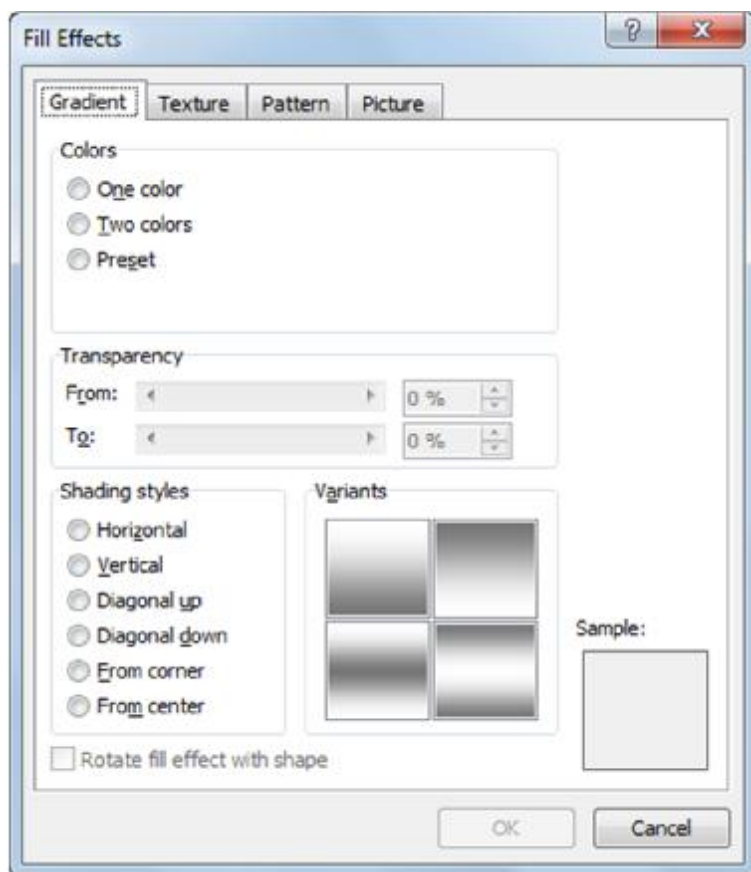 Fill Effects
Gradient Texture Pattern Picture
Colors
One color
Two colors
Preset
Transparency
From: 0 %
To: 0 %
Shading styles
Variants
Horizontal
Vertical
Diagonal up
Diagonal down
From corner
From center
Sample:
Rotate fill effect with shape
OK Cancel